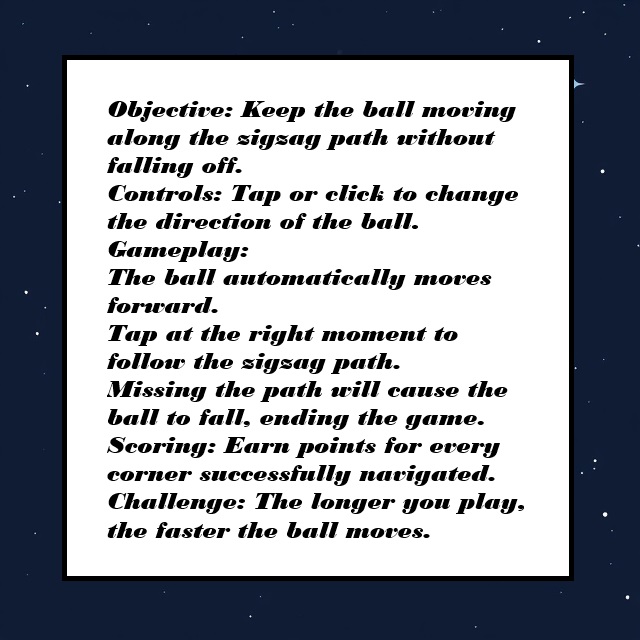 Objective: Keep the ball moving
along the zigzag path without
falling off.
Controls: Tap or click to change
the direction of the ball.
Gameplay:
The ball automatically moves
forward.
Tap at the right moment to
follow the zigzag path.
Missing the path will cause the
ball to fall, ending the game.
Scoring: Earn points for every
corner successfully navigated.
Challenge: The longer you play,
the faster the ball moves.